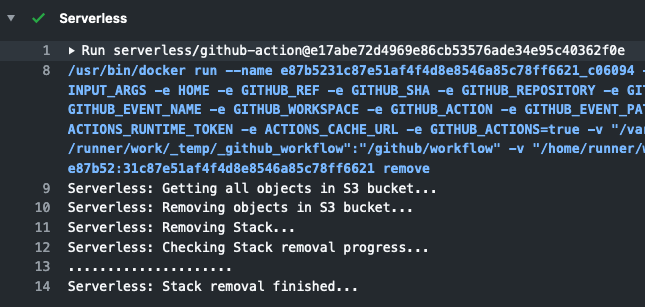 Serverless
1 Run serverless/github-action@e17abe72d4969e86cb53576ade34e95c40362f0e
8 /usr/bin/docker run --name e87b5231c87e51af4f4d8e8546a85c78ff6621_c06094
INPUT_ARGS -e HOME -e GITHUB_REF -e GITHUB_SHA -e GITHUB_REPOSITORY -e GIT
GITHUB_EVENT_NAME -e GITHUB_WORKSPACE -e GITHUB_ACTION -e GITHUB_EVENT_PAT
ACTIONS_RUNTIME_TOKEN -e ACTIONS_CACHE_URL -e GITHUB_ACTIONS=true -v "/var
/runner/work/_temp/_github_workflow":"/github/workflow" -v "/home/runner/w
e87b52:31c87e51af4f4d8e8546a85c78ff6621 remove
9 Serverless: Getting all objects in S3 bucket...
10 Serverless: Removing objects in S3 bucket...
11 Serverless: Removing Stack...
12 Serverless: Checking Stack removal progress...
13 .....................
14 Serverless: Stack removal finished...